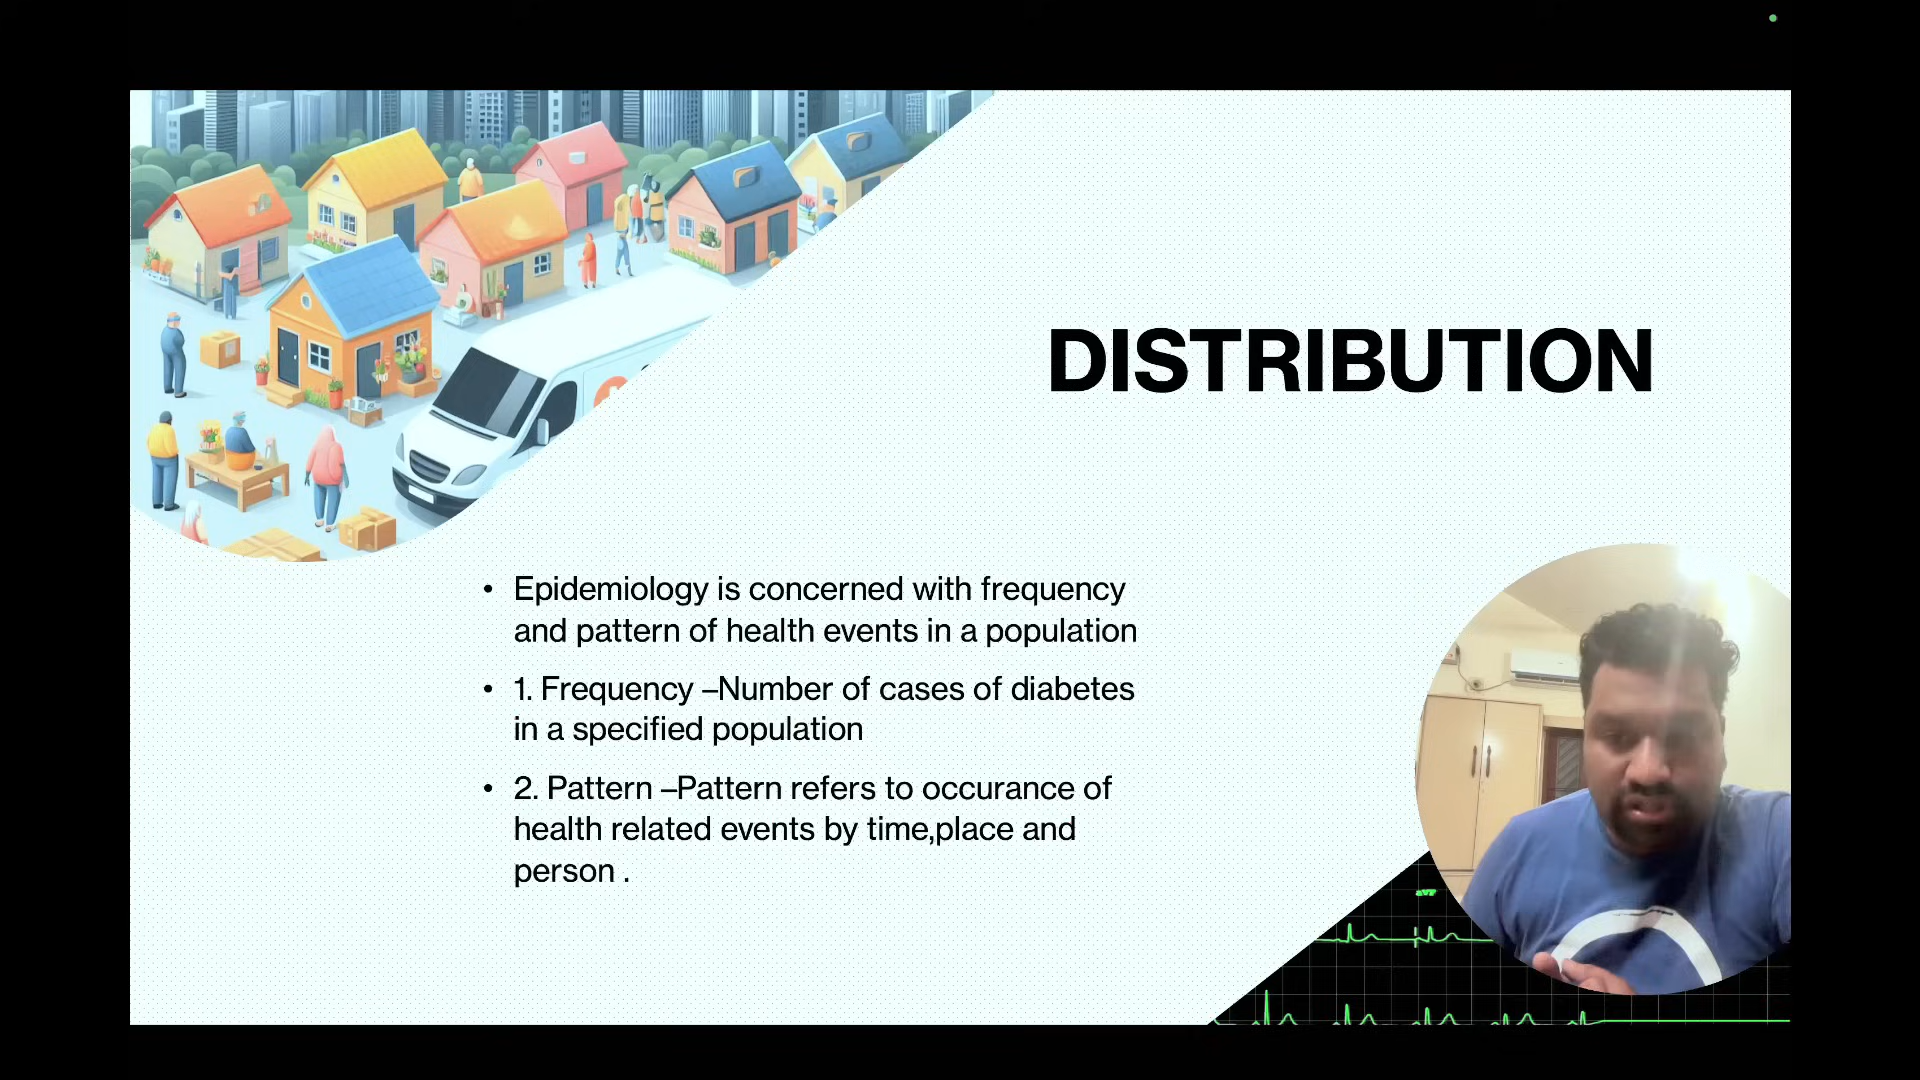 DISTRIBUTION
• Epidemiology is concerned with frequency
and pattern of health events in a population
• 1. Frequency –Number of cases of diabetes
in a specified population
• 2. Pattern –Pattern refers to occurance of
health related events by time,place and
person .
aVF